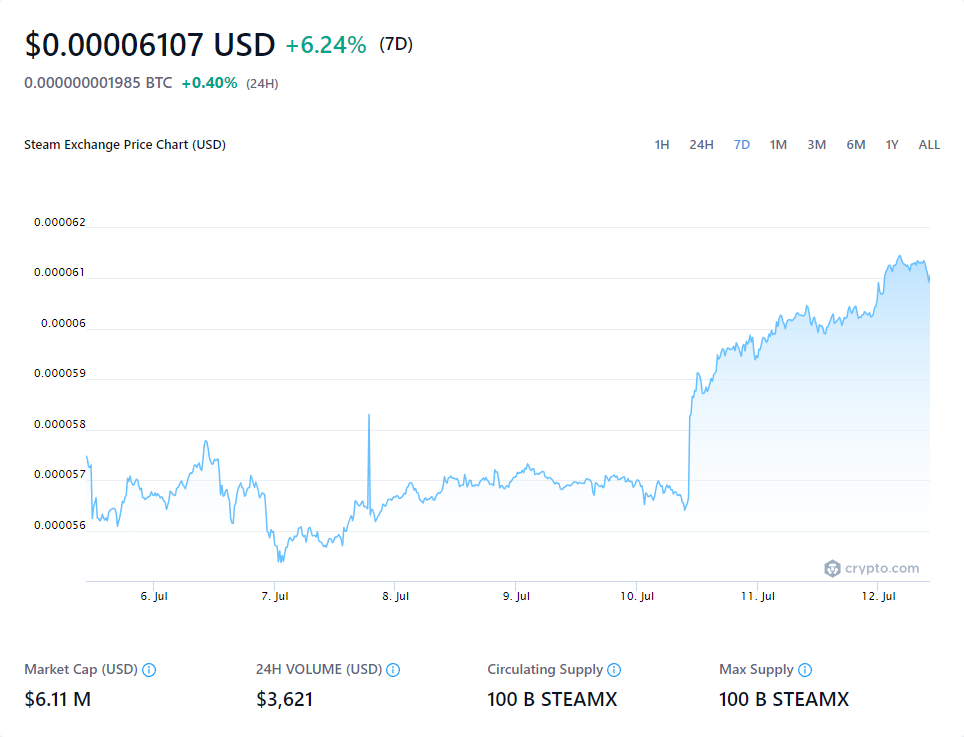 $0.00006107 USD +6.24% (7D)
0.000000001985 BTC +0.40% (24H)
Steam Exchange Price Chart (USD)
1H 24H 7D 1M 3M 6M 1Y ALL
0.000062
0.000061
0.00006
0.000059
0.000058
0.000057
0.000056
crypto.com
6. Jul 7. Jul 8. Jul 9. Jul 10. Jul 11. Jul 12. Jul
Market Cap (USD) 24H VOLUME (USD) Circulating Supply Max Supply
$6.11 M $3,621 100 B STEAMX 100 B STEAMX